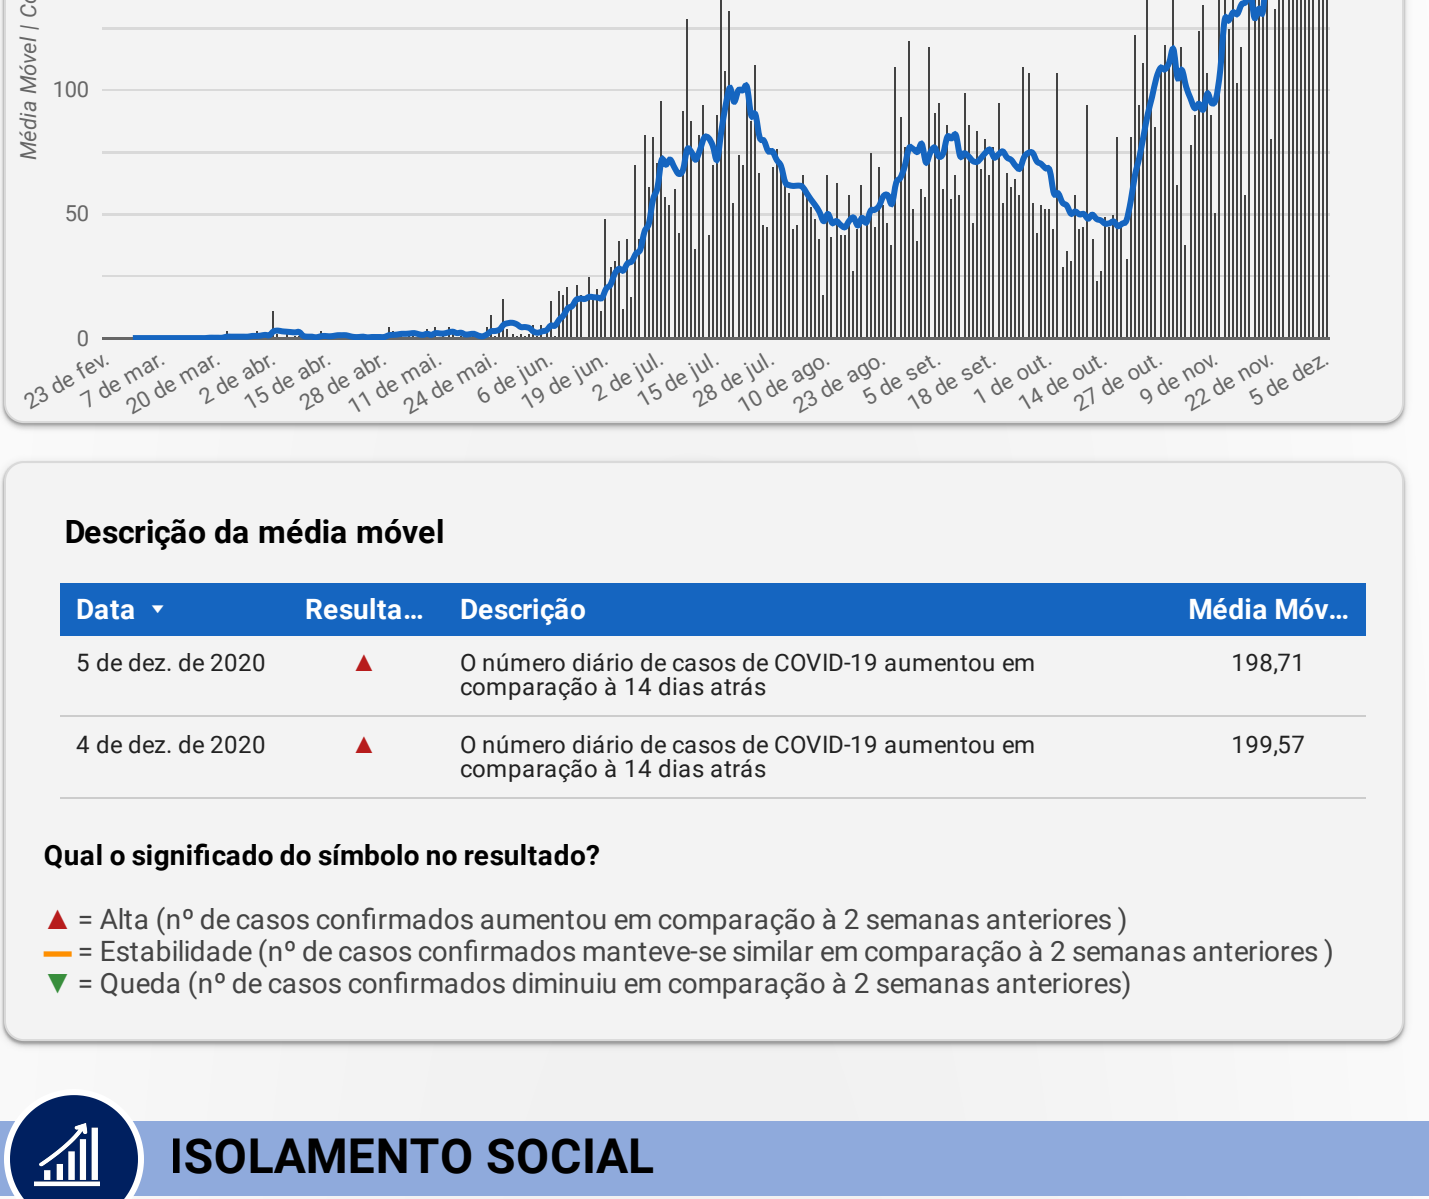 Média Móvel |
100
50
0
23 de fev.
7 de mar.
20 de mar.
2 de abr.
15 de abr.
28 de abr.
11 de mai.
24 de mai.
6 de jun.
19 de jun.
2 de jul.
15 de jul.
28 de jul.
10 de ago.
23 de ago.
5 de set.
18 de set.
1 de out.
14 de out.
27 de out.
9 de nov.
22 de nov.
5 de dez.
Descrição da média móvel
Data Resulta... Descrição Média Móv...
5 de dez. de 2020 ▲ O número diário de casos de COVID-19 aumentou em 198,71
comparação à 14 dias atrás
4 de dez. de 2020 ▲ O número diário de casos de COVID-19 aumentou em 199,57
comparação à 14 dias atrás
Qual o significado do símbolo no resultado?
▲ = Alta (nº de casos confirmados aumentou em comparação à 2 semanas anteriores )
— = Estabilidade (nº de casos confirmados manteve-se similar em comparação à 2 semanas anteriores )
▼ = Queda (nº de casos confirmados diminuiu em comparação à 2 semanas anteriores)
ISOLAMENTO SOCIAL